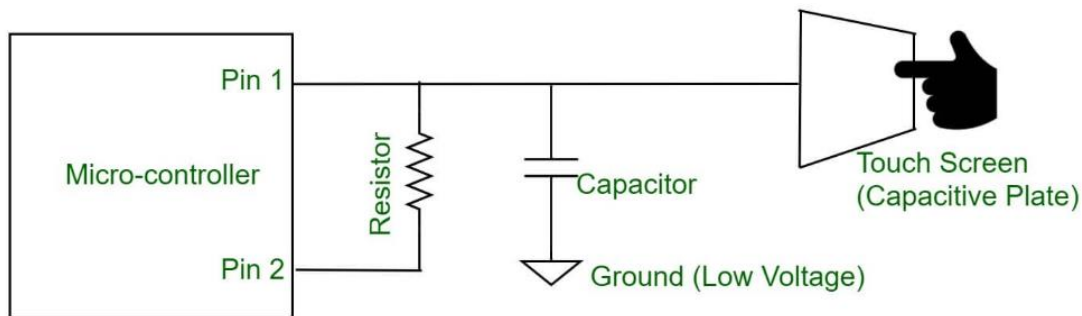 Pin 1
Micro-controller
Resistor
Capacitor
Touch Screen
(Capacitive Plate)
Pin 2
Ground (Low Voltage)